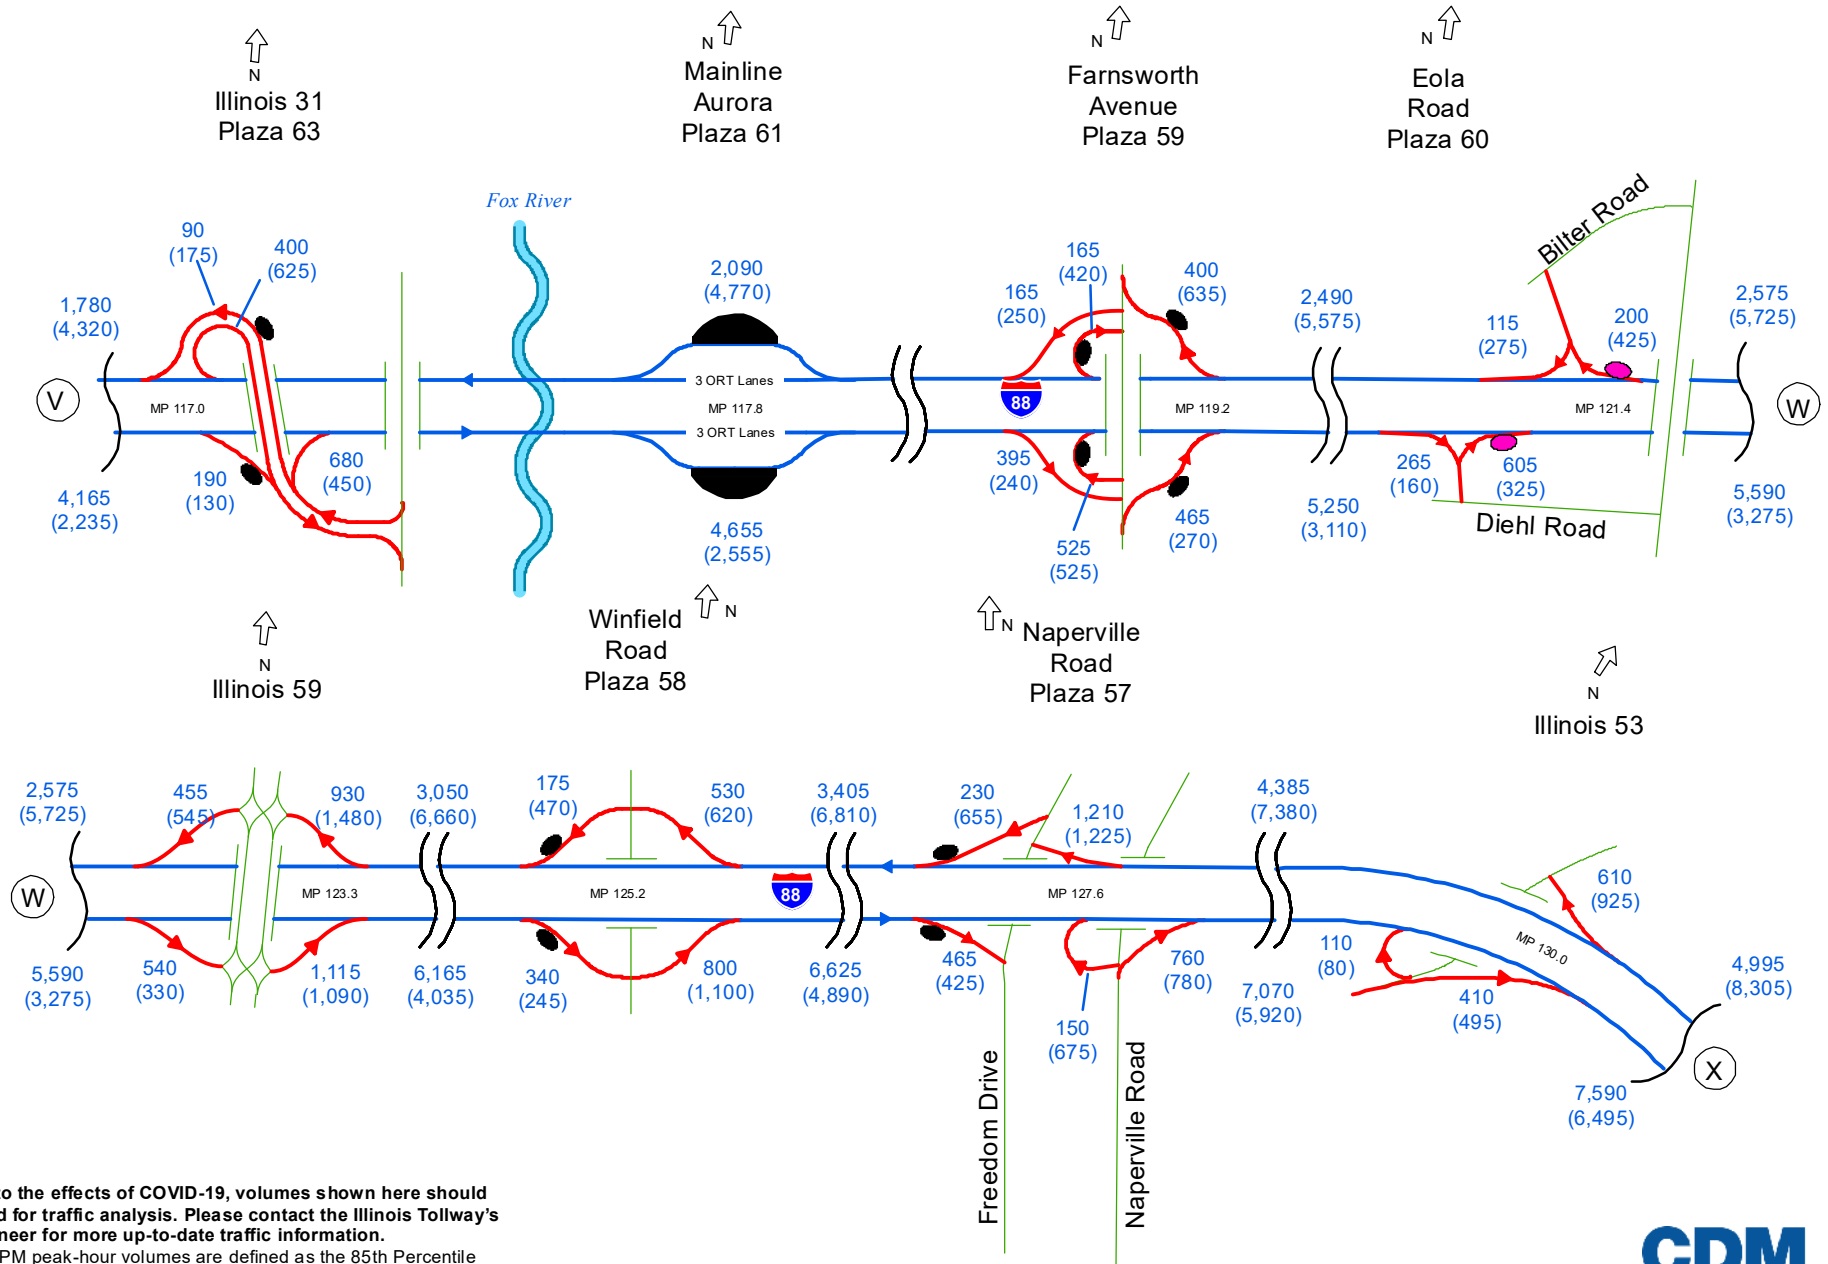 N
Illinois 31
Plaza 63
N
Mainline
Aurora
Plaza 61
N
Farnsworth
Avenue
Plaza 59
N
Eola
Road
Plaza 60
Fox River
Bilter Road
90
(175)
400
(625)
1,780
(4,320)
2,090
(4,770)
165
(250)
165
(420)
400
(635)
2,490
(5,575)
115
(275)
200
(425)
2,575
(5,725)
V
MP 117.0
3 ORT Lanes
MP 117.8
3 ORT Lanes
88
MP 119.2
MP 121.4
W
4,165
(2,235)
190
(130)
680
(450)
4,655
(2,555)
395
(240)
525
(525)
465
(270)
5,250
(3,110)
265
(160)
605
(325)
Diehl Road
5,590
(3,275)
N
Illinois 59
Winfield
Road
Plaza 58
N
N
Naperville
Road
Plaza 57
N
Illinois 53
2,575
(5,725)
455
(545)
930
(1,480)
3,050
(6,660)
175
(470)
530
(620)
3,405
(6,810)
230
(655)
1,210
(1,225)
4,385
(7,380)
610
(925)
W
MP 123.3
MP 125.2
88
MP 127.6
MP 130.0
5,590
(3,275)
540
(330)
1,115
(1,090)
6,165
(4,035)
340
(245)
800
(1,100)
6,625
(4,890)
465
(425)
150
(675)
760
(780)
7,070
(5,920)
110
(80)
410
(495)
4,995
(8,305)
7,590
(6,495)
X
Freedom Drive
Naperville Road
to the effects of COVID-19, volumes shown here should
for traffic analysis. Please contact the Illinois Tollway's
for more up-to-date traffic information.
PM peak-hour volumes are defined as the 85th Percentile
CDM